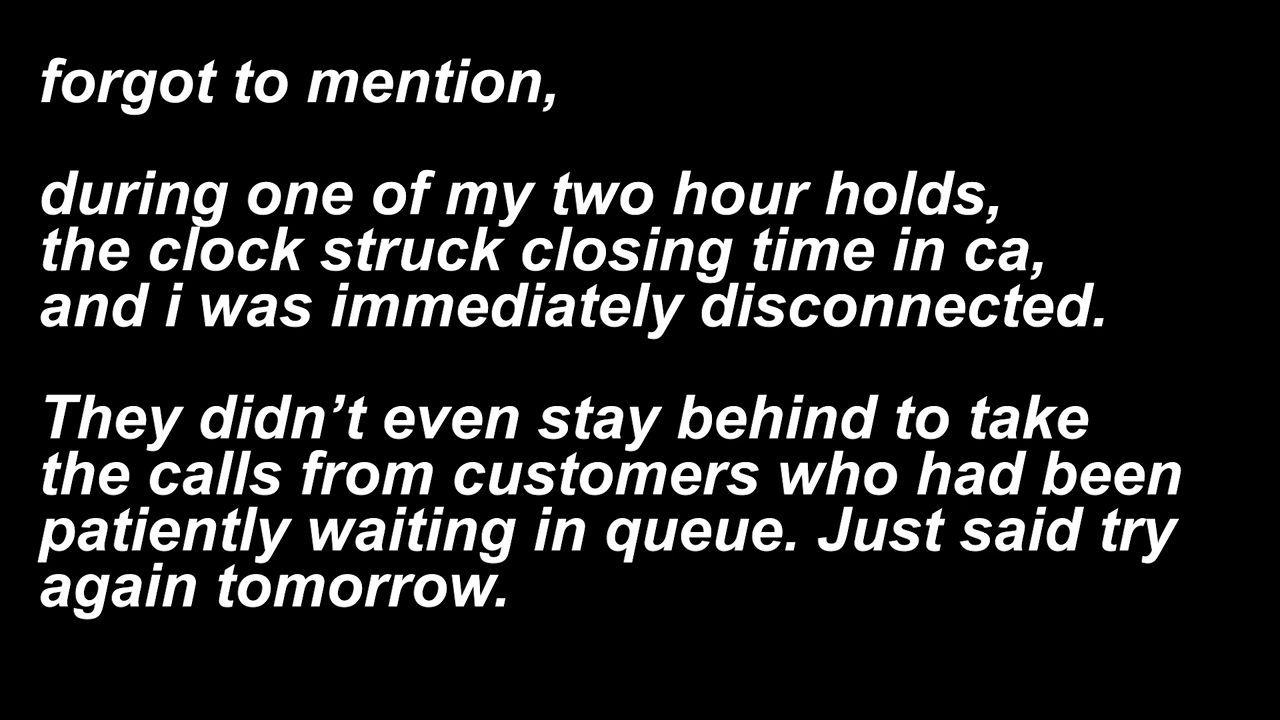 forgot to mention,
during one of my two hour holds,
the clock struck closing time in ca,
and i was immediately disconnected.
They didn’t even stay behind to take
the calls from customers who had been
patiently waiting in queue. Just said try
again tomorrow.